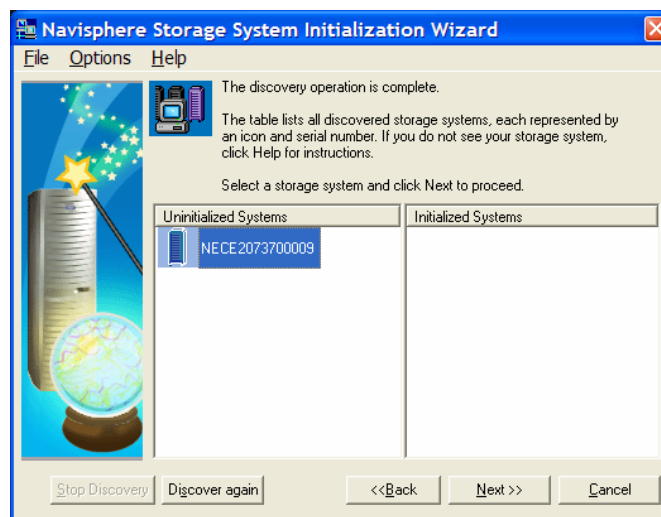 Navisphere Storage System Initialization Wizard
File Options Help
The discovery operation is complete.
The table lists all discovered storage systems, each represented by
an icon and serial number. If you do not see your storage system,
click Help for instructions.
Select a storage system and click Next to proceed.
Uninitialized Systems
Initialized Systems
NECE2073700009
Stop Discovery
Discover again
<<Back
Next >>
Cancel